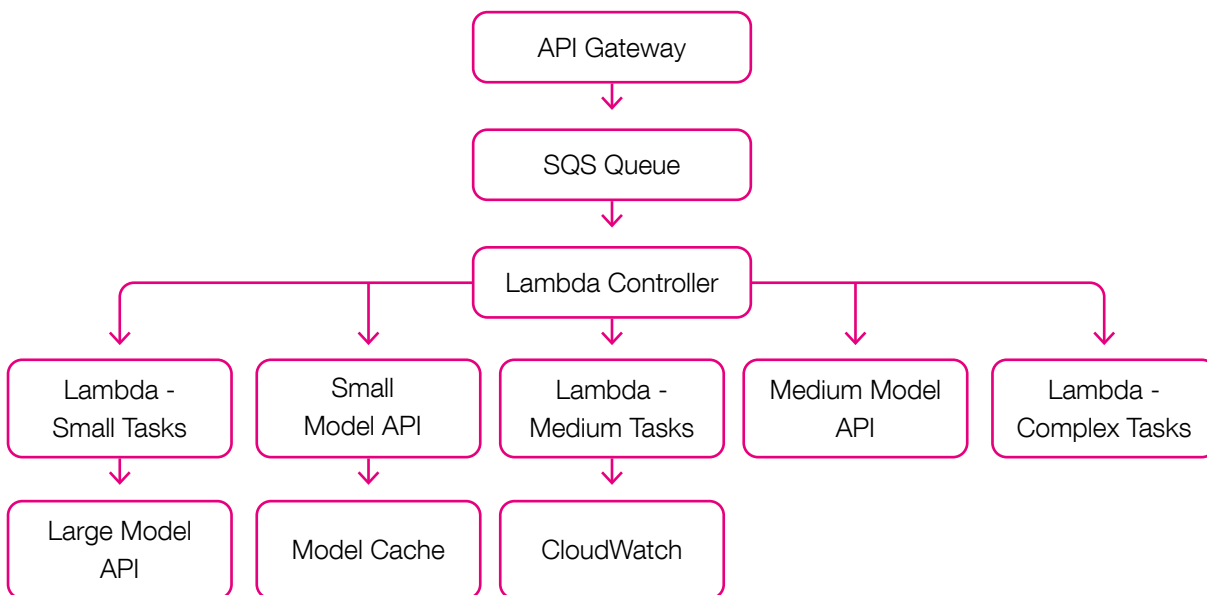 API Gateway
SQS Queue
Lambda Controller
Lambda -
Small Tasks
Small
Model API
Lambda -
Medium Tasks
Medium Model
API
Lambda -
Complex Tasks
Large Model
API
Model Cache
CloudWatch